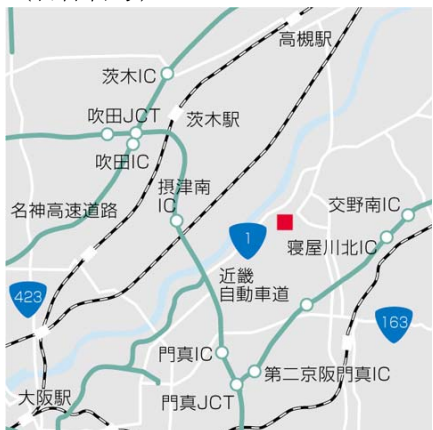 高槻駅
茨木IC
吹田JCT
茨木駅
吹田IC
摂津南
IC
名神高速道路
交野南IC
1
寝屋川北IC
近畿
自動車道
423
163
門真IC
第二京阪門真IC
大阪駅
門真JCT